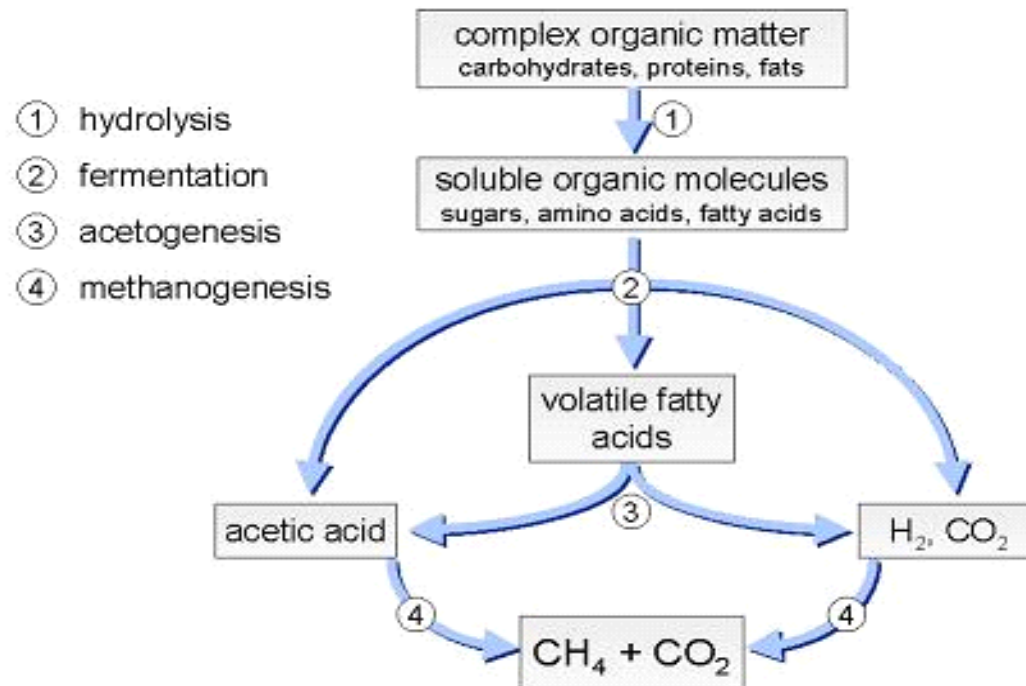 complex organic matter
carbohydrates, proteins, fats
① hydrolysis
② fermentation
③ acetogenesis
④ methanogenesis
①
soluble organic molecules
sugars, amino acids, fatty acids
②
volatile fatty
acids
③
acetic acid
H₂, CO₂
④
④
CH₄ + CO₂